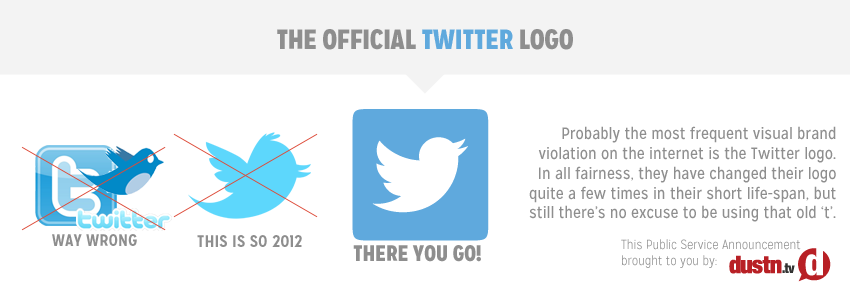 THE OFFICIAL TWITTER LOGO
t
twitter
WAY WRONG
THIS IS SO 2012
THERE YOU GO!
Probably the most frequent visual brand
violation on the internet is the Twitter logo.
In all fairness, they have changed their logo
quite a few times in their short life-span, but
still there's no excuse to be using that old 't'.
This Public Service Announcement
brought to you by: dustn.tv d